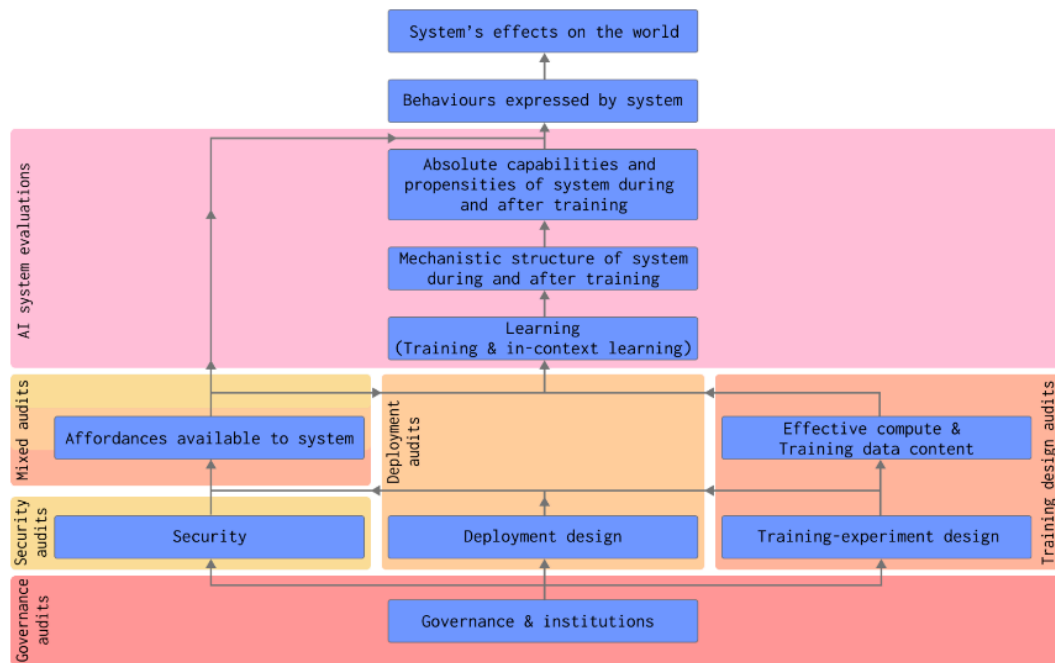 System's effects on the world
Behaviours expressed by system
AI system evaluations
Absolute capabilities and
propensities of system during
and after training
Mechanistic structure of system
during and after training
Learning
(Training & in-context learning)
Mixed audits
Affordances available to system
Deployment
audits
Effective compute &
Training data content
Training design audits
Security
audits
Security
Deployment design
Training-experiment design
Governance
audits
Governance & institutions